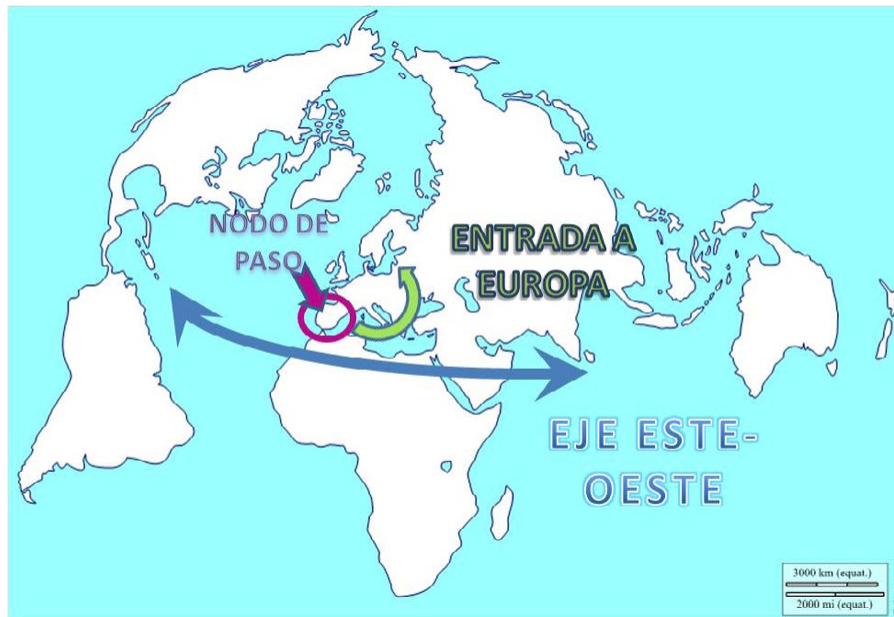 NODO DE
PASO
ENTRADA A
EUROPA
EJE ESTE-
OESTE
3000 km (equat.)
2000 mi (equat.)